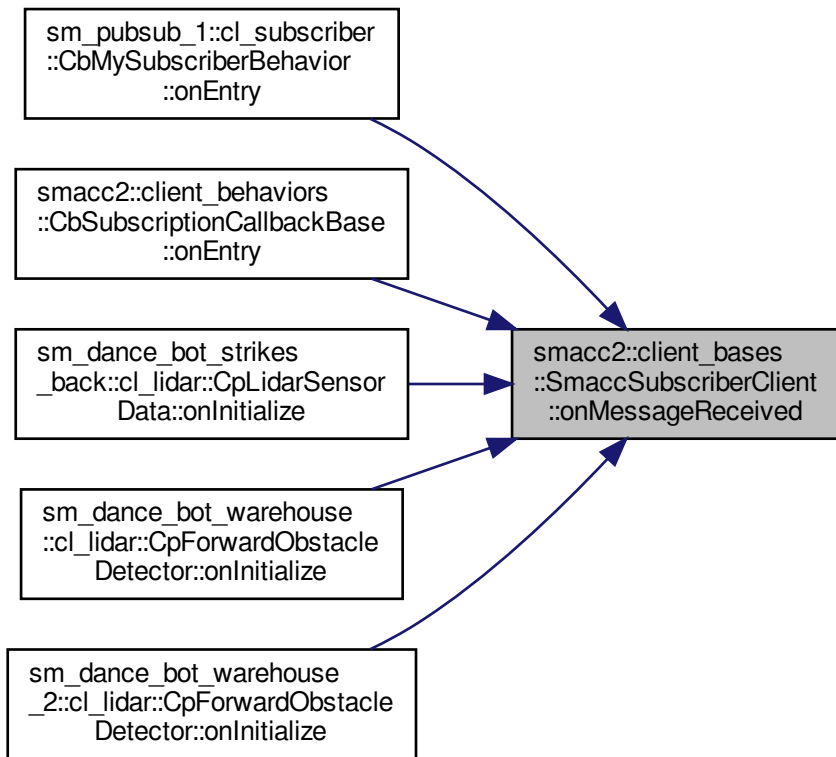 sm_pubsub_1::cl_subscriber
::CbMySubscriberBehavior
::onEntry
smacc2::client_behaviors
::CbSubscriptionCallbackBase
::onEntry
sm_dance_bot_strikes
_back::cl_lidar::CpLidarSensor
Data::onInitialize
smacc2::client_bases
::SmaccSubscriberClient
::onMessageReceived
sm_dance_bot_warehouse
::cl_lidar::CpForwardObstacle
Detector::onInitialize
sm_dance_bot_warehouse
_2::cl_lidar::CpForwardObstacle
Detector::onInitialize